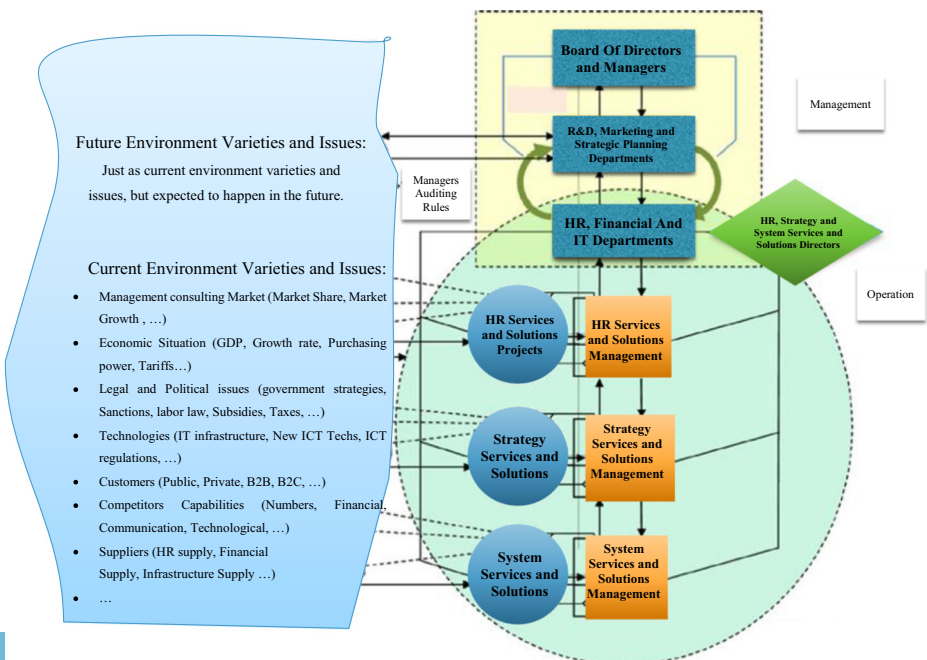 Future Environment Varieties and Issues:
Just as current environment varieties and
issues, but expected to happen in the future.
Current Environment Varieties and Issues:
• Management consulting Market (Market Share, Market
Growth , …)
• Economic Situation (GDP, Growth rate, Purchasing
power, Tariffs…)
• Legal and Political issues (government strategies,
Sanctions, labor law, Subsidies, Taxes, …)
• Technologies (IT infrastructure, New ICT Techs, ICT
regulations, …)
• Customers (Public, Private, B2B, B2C, …)
• Competitors Capabilities (Numbers, Financial,
Communication, Technological, …)
• Suppliers (HR supply, Financial
Supply, Infrastructure Supply …)
• …
Board Of Directors
and Managers
R&D, Marketing and
Strategic Planning
Departments
Managers
Auditing
Rules
HR, Financial And
IT Departments
Management
HR, Strategy and
System Services and
Solutions Directors
Operation
HR Services
and Solutions
Projects
HR Services
and Solutions
Management
Strategy
Services and
Solutions
Strategy
Services and
Solutions
Management
System
Services and
Solutions
System
Services and
Solutions
Management